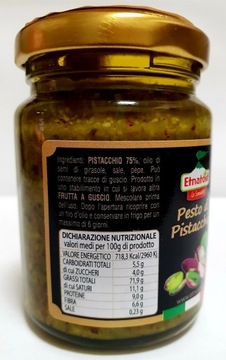 Ingredienti: PISTACCHIO 75%, olio di
semi di girasole, sale, pepe. Può
contenere tracce di guscio. Prodotto in
uno stabilimento in cui si lavora altra
FRUTTA A GUSCIO. Mescolare prima
dell'uso. Dopo l'apertura ricoprire con
un filo d'olio e conservare in frigo per un
massimo di 6 giorni.
DICHIARAZIONE NUTRIZIONALE
valori medi per 100g di prodotto
VALORE ENERGETICO 718,3 Kcal/2960 Kj
CARBOIDRATI TOTALI 5,5 g
di cui ZUCCHERI 4,0 g
GRASSI TOTALI 71,9 g
di cui SATURI 11,1 g
PROTEINE 9,0 g
FIBRA 6,6 g
SALE 0,23 g
Pesto
Pistacc